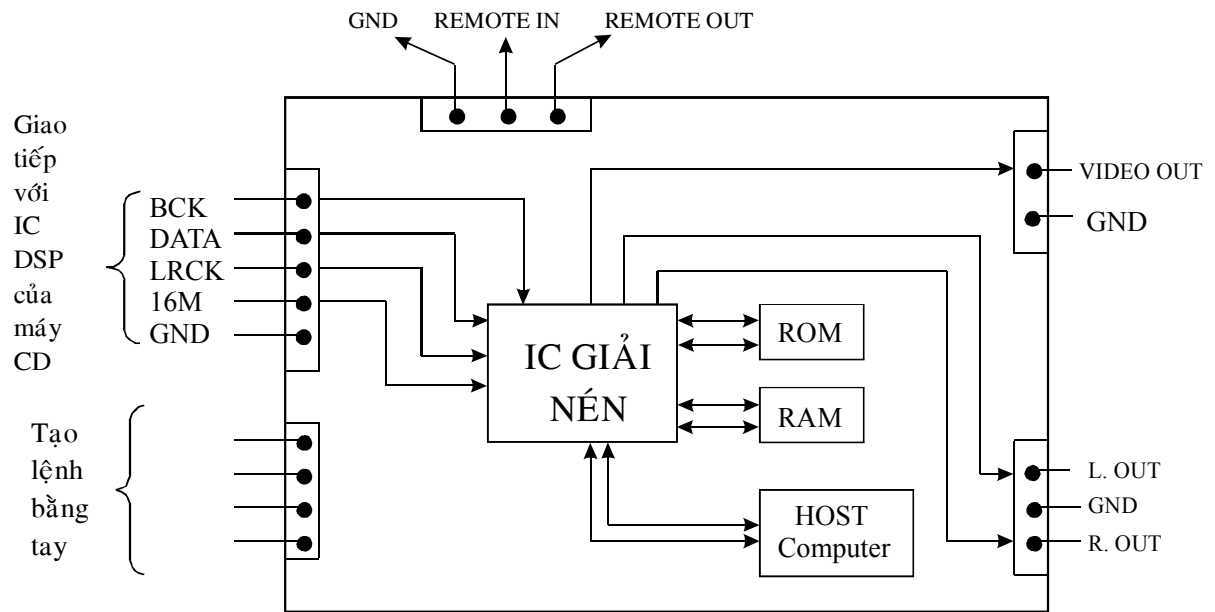 GND REMOTE IN REMOTE OUT
Giao
tiếp
với
IC
DSP
của
máy
CD
BCK
DATA
LRCK
16M
GND
Tạo
lệnh
bằng
tay
IC GIẢI
NÉN
ROM
RAM
HOST
Computer
VIDEO OUT
GND
L. OUT
GND
R. OUT